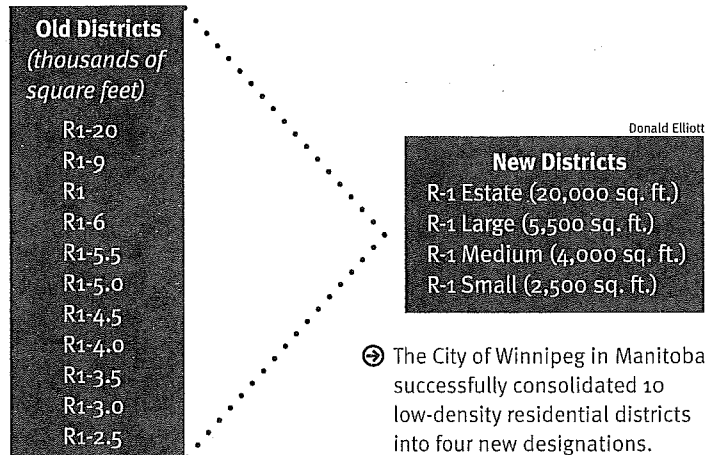 Old Districts
(thousands of
square feet)
R1-20
R1-9
R1
R1-6
R1-5.5
R1-5.0
R1-4.5
R1-4.0
R1-3.5
R1-3.0
R1-2.5
Donald Elliott
New Districts
R-1 Estate (20,000 sq. ft.)
R-1 Large (5,500 sq. ft.)
R-1 Medium (4,000 sq. ft.)
R-1 Small (2,500 sq. ft.)
The City of Winnipeg in Manitoba
successfully consolidated 10
low-density residential districts
into four new designations.